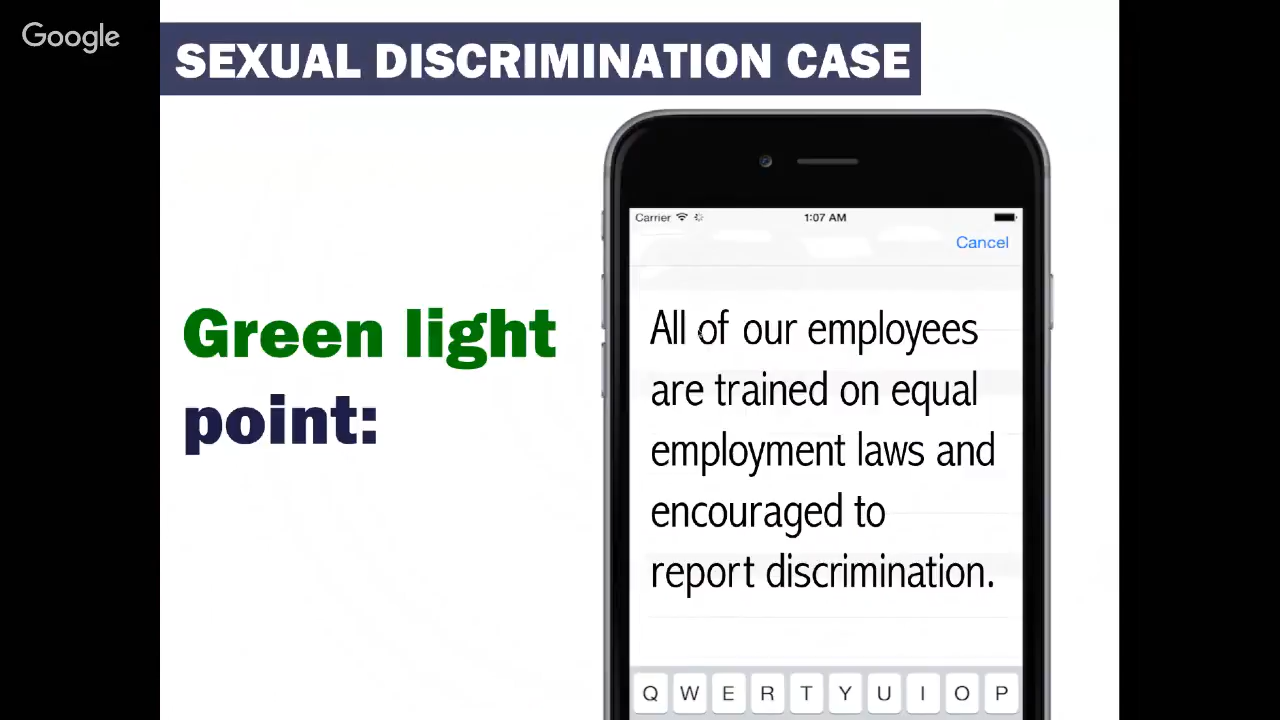 Google
SEXUAL DISCRIMINATION CASE
Carrier 1:07 AM
Cancel
Green light
point:
All of our employees
are trained on equal
employment laws and
encouraged to
report discrimination.
Q W E R T Y U I O P